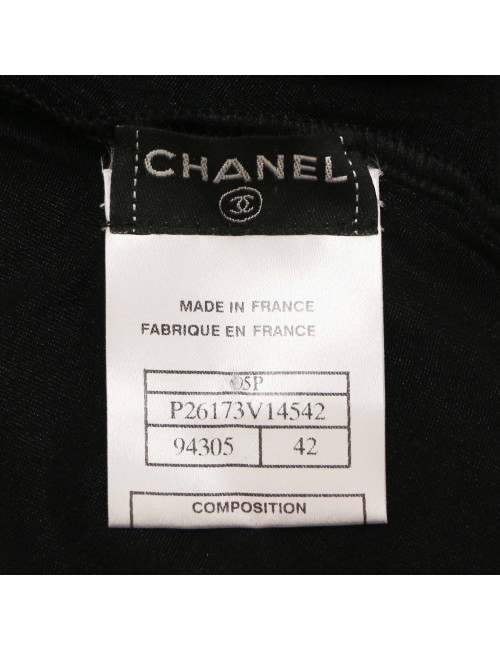 CHANEL
MADE IN FRANCE
FABRIQUE EN FRANCE
05P
P26173V14542
94305 42
COMPOSITION